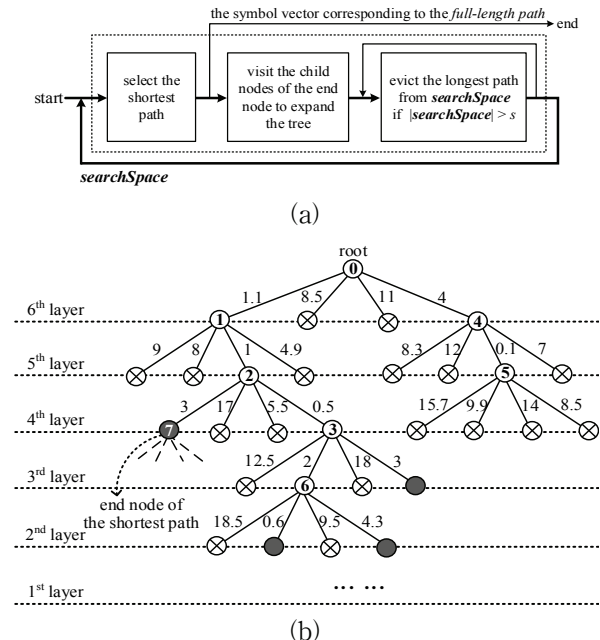 the symbol vector corresponding to the full-length path
end
start
select the
shortest
path
visit the child
nodes of the end
node to expand
the tree
evict the longest path
from searchSpace
if |searchSpace| > s
searchSpace
(a)
root
0
1.1 8.5 11 4
6th layer
1 4
9 8 1 4.9 8.3 12 0.1 7
5th layer
2 5
3 17 5.5 0.5 15.7 9.9 14 8.5
4th layer
7 3
12.5 2 18 3
3rd layer
6
end node of
the shortest path
18.5 0.6 9.5 4.3
2nd layer
... ...
1st layer
(b)